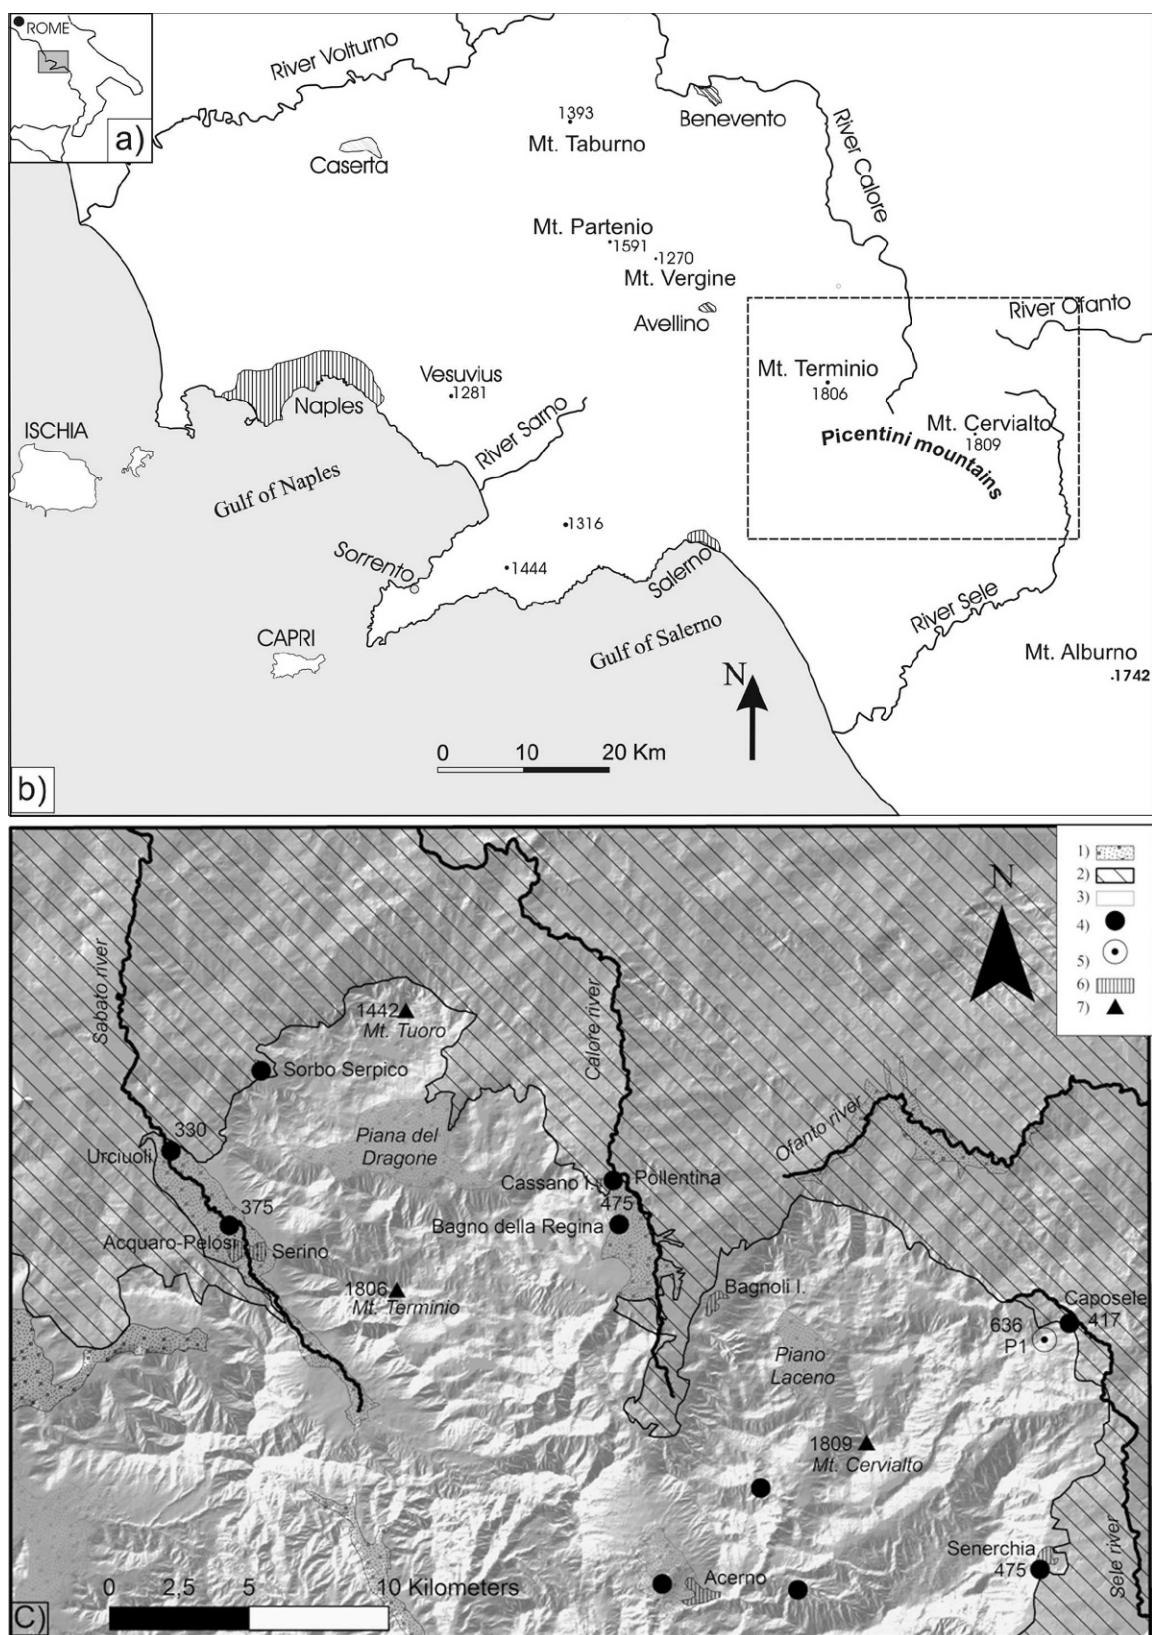 ROME
a)
River Volturno
1393
Mt. Taburno
Benevento
Caserta
River Calore
Mt. Partenio
1591
1270
Mt. Vergine
Avellino
River Ofanto
Mt. Terminio
1806
Vesuvius
1281
Naples
River Sarno
Mt. Cervialto
1809
Picentini mountains
ISCHIA
Gulf of Naples
1316
Sorrento
1444
Salerno
River Sele
CAPRI
Gulf of Salerno
Mt. Alburno
1742
N
0 10 20 Km
b)
1)
2)
3)
4)
5)
6)
7)
N
Sabato river
Calore river
1442
Mt. Tuoro
Sorbo Serpico
Ofanto river
330
Urciuoli
Piana del
Dragone
Cassano I.
Pollentina
475
375
Bagno della Regina
Acquaro-Pelosi
Serino
1806
Mt. Terminio
Bagnoli I.
Caposele
417
636
P1
Piano
Laceno
1809
Mt. Cervialto
Senerchia
475
Sele river
Acerno
0 2,5 5 10 Kilometers
C)